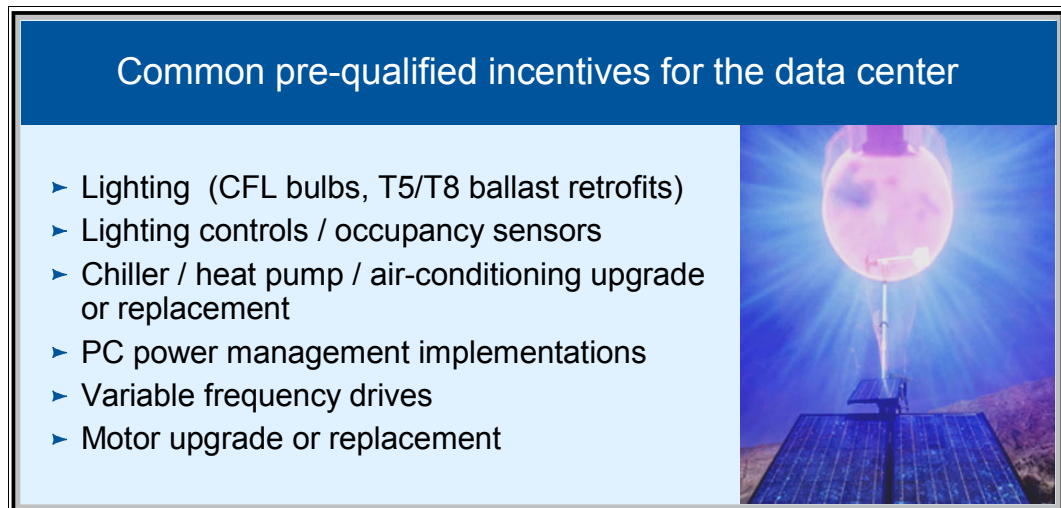 Common pre-qualified incentives for the data center
➤ Lighting (CFL bulbs, T5/T8 ballast retrofits)
➤ Lighting controls / occupancy sensors
➤ Chiller / heat pump / air-conditioning upgrade
or replacement
➤ PC power management implementations
➤ Variable frequency drives
➤ Motor upgrade or replacement